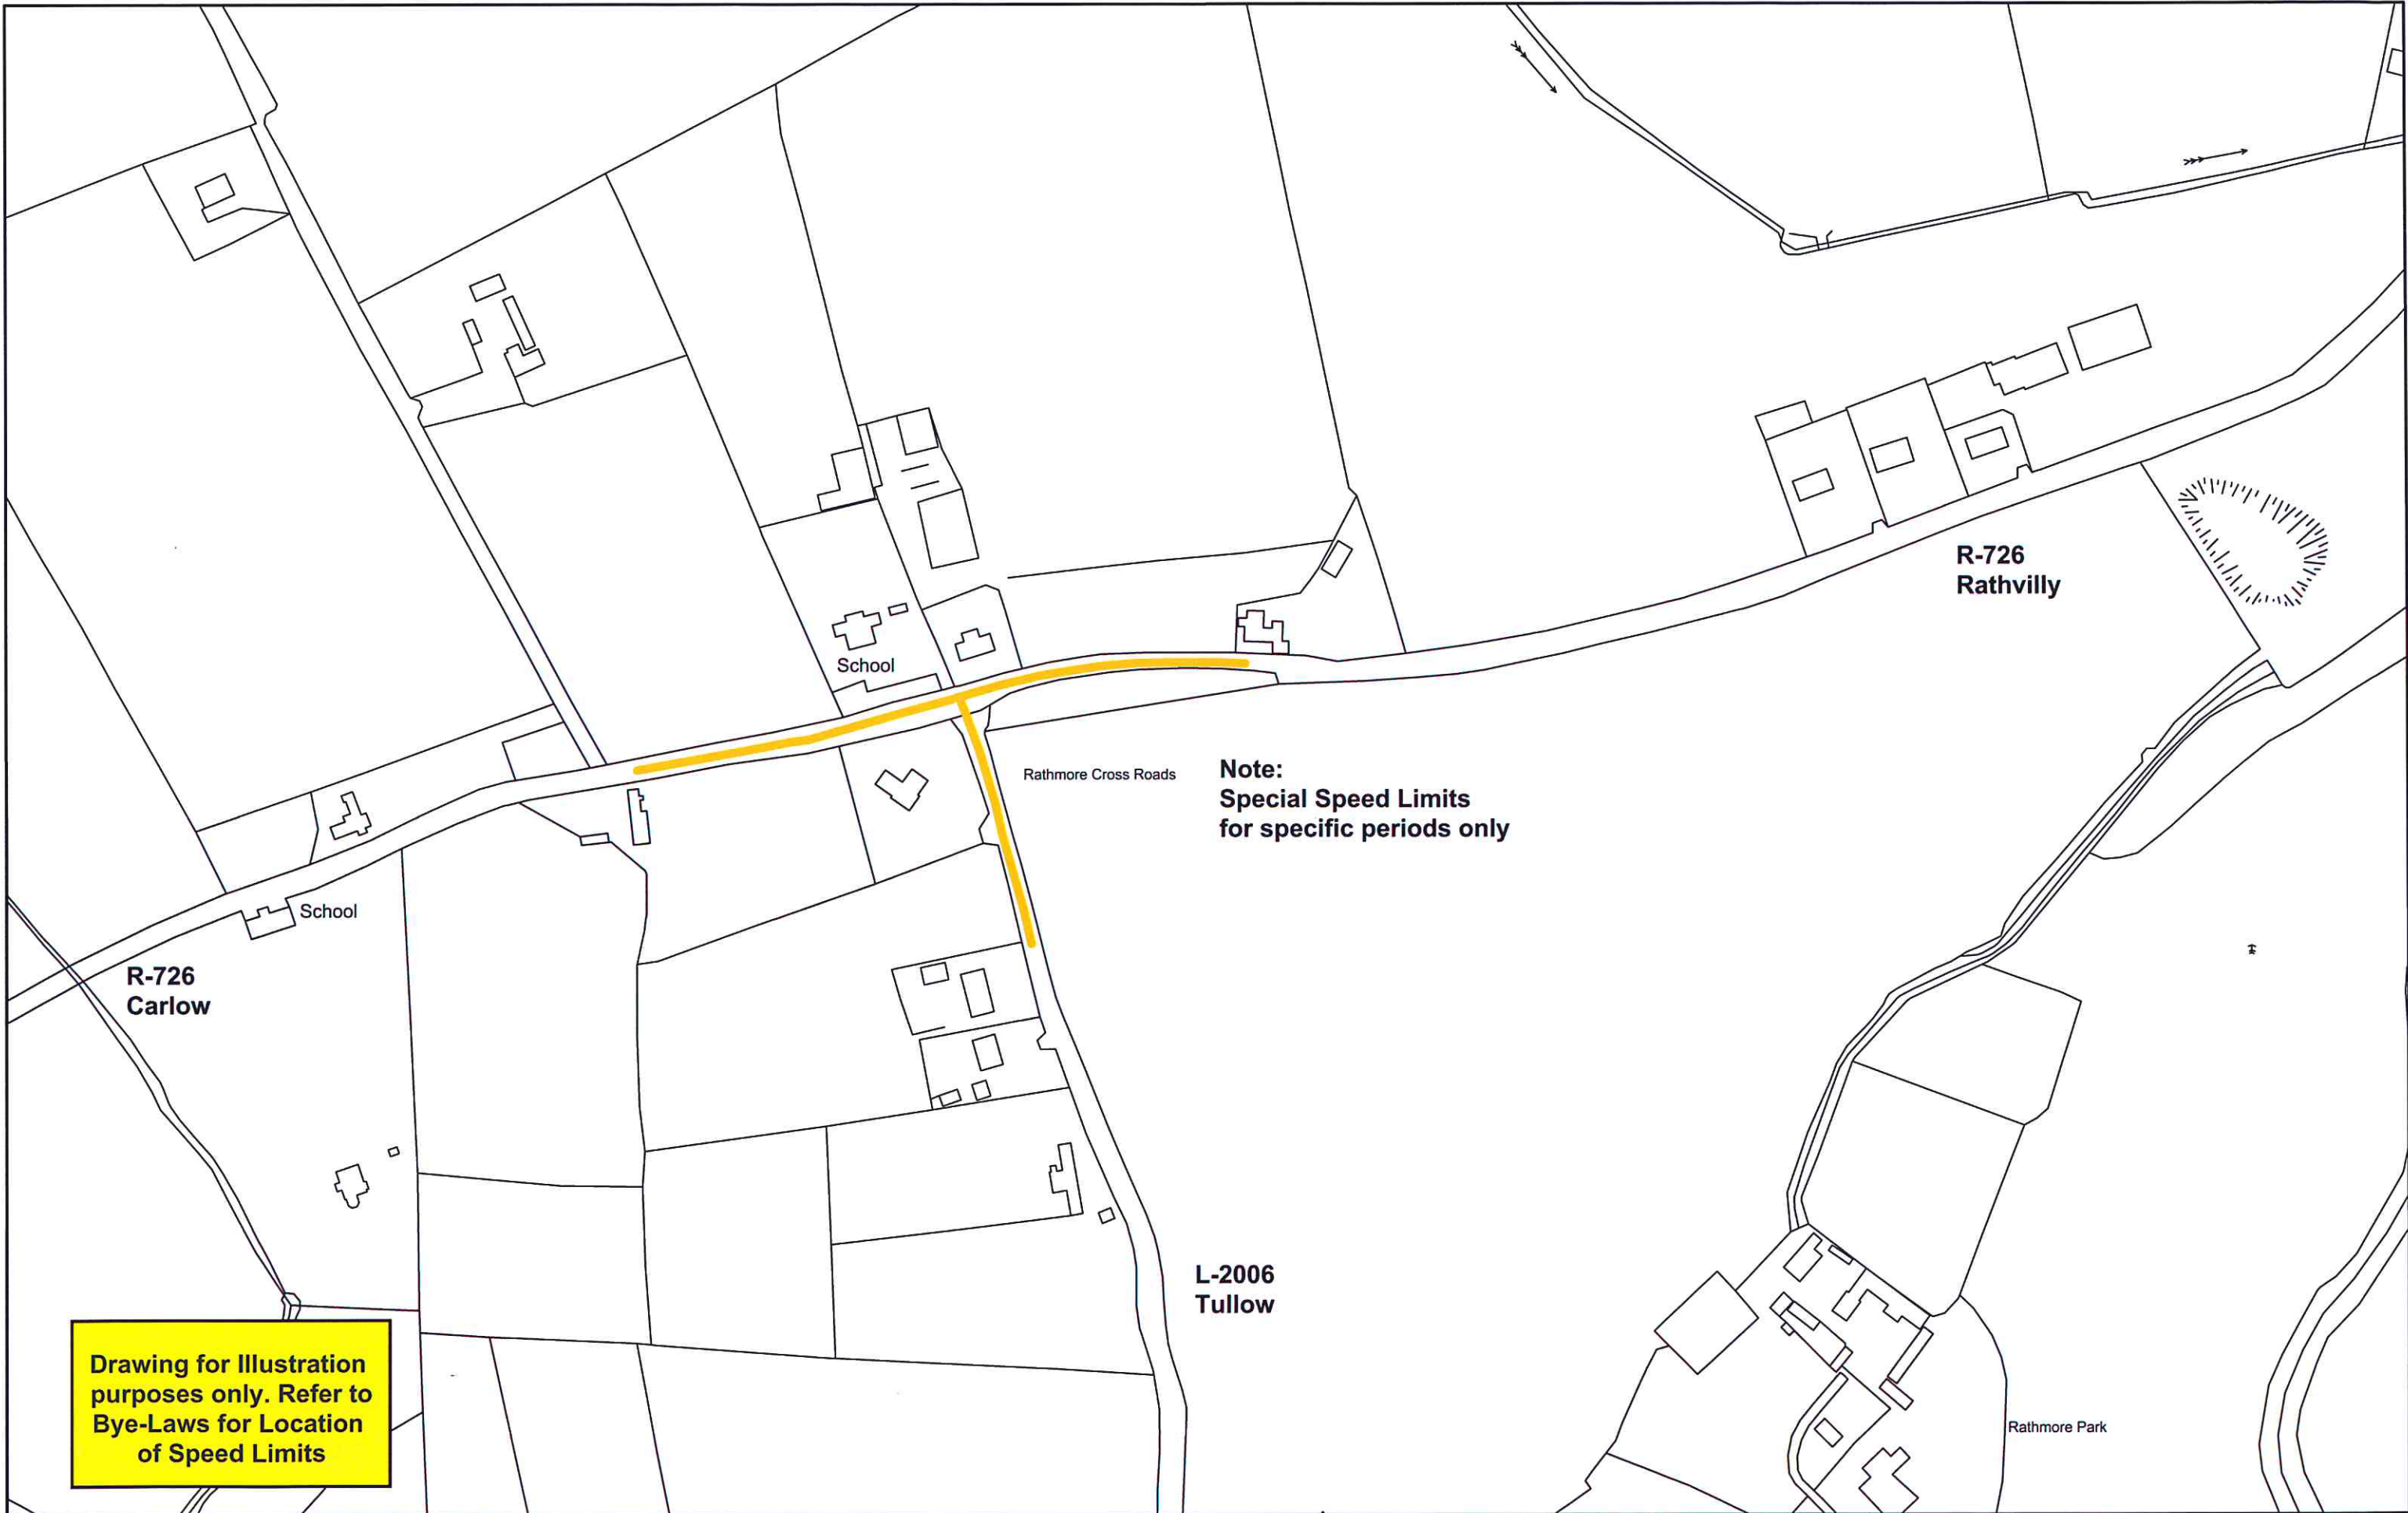 R-726
Rathvilly
School
Rathmore Cross Roads
Note:
Special Speed Limits
for specific periods only
School
R-726
Carlow
L-2006
Tullow
Drawing for Illustration
purposes only. Refer to
Bye-Laws for Location
of Speed Limits
Rathmore Park